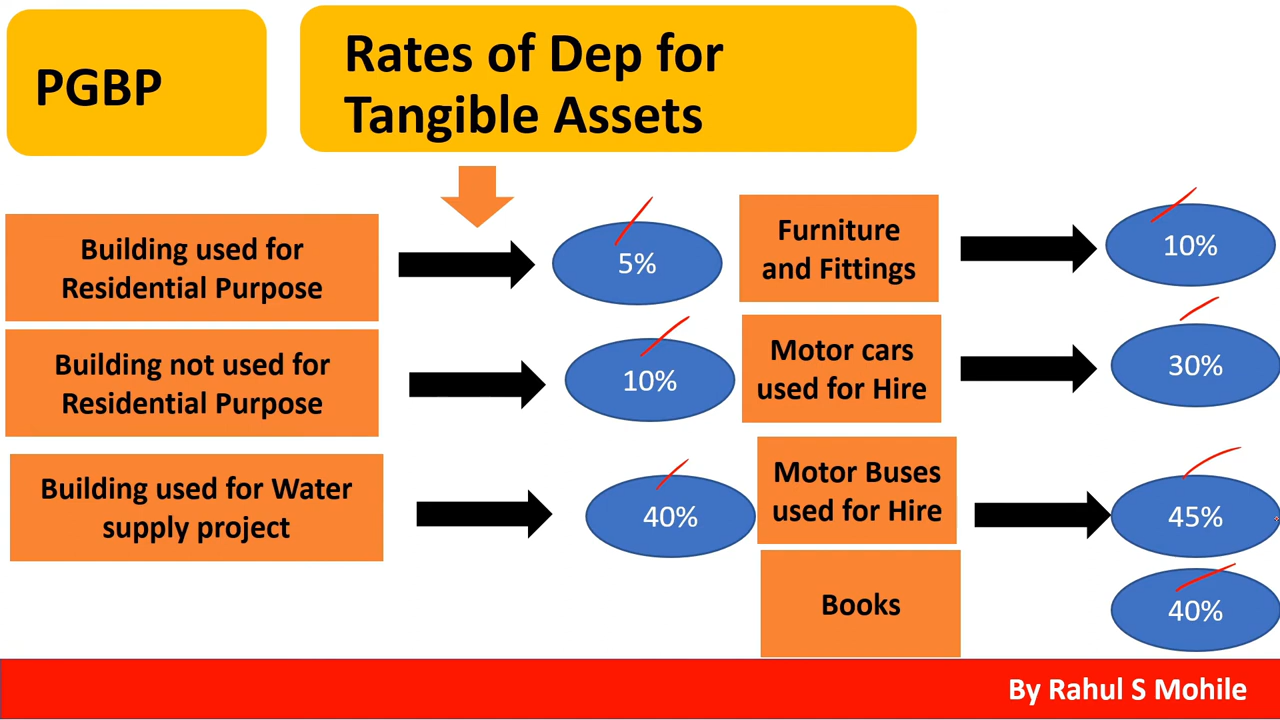 PGBP
Rates of Dep for
Tangible Assets
Building used for
Residential Purpose
5%
Building not used for
Residential Purpose
10%
Building used for Water
supply project
40%
Furniture
and Fittings
10%
Motor cars
used for Hire
30%
Motor Buses
used for Hire
45%
Books
40%
By Rahul S Mohile